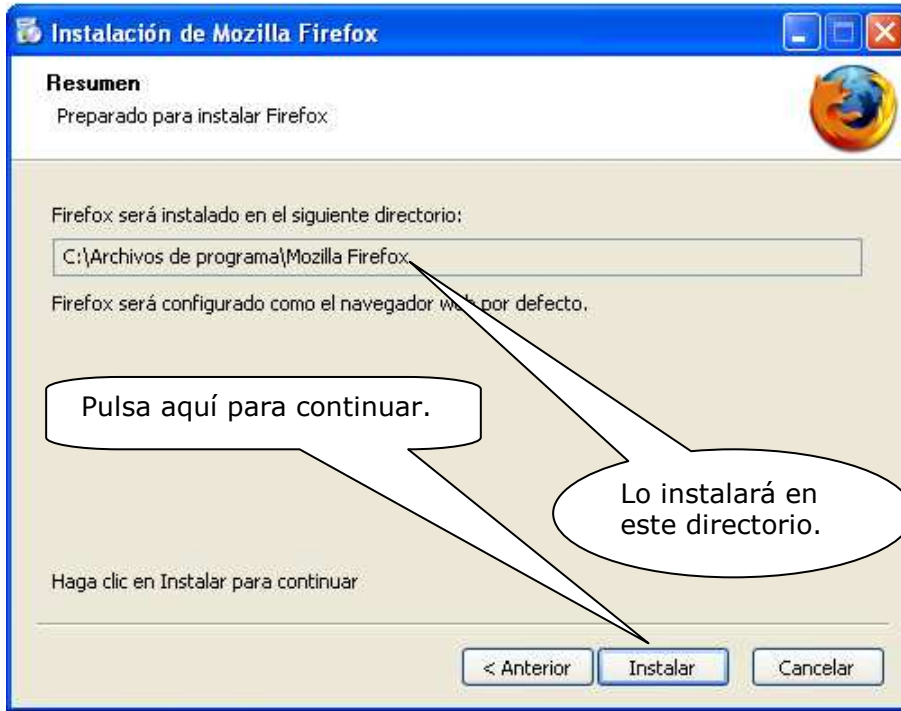 Instalación de Mozilla Firefox
Resumen
Preparado para instalar Firefox
Firefox será instalado en el siguiente directorio:
C:\Archivos de programa\Mozilla Firefox
Firefox será configurado como el navegador web por defecto.
Pulsa aquí para continuar.
Lo instalará en
este directorio.
Haga clic en Instalar para continuar
< Anterior
Instalar
Cancelar